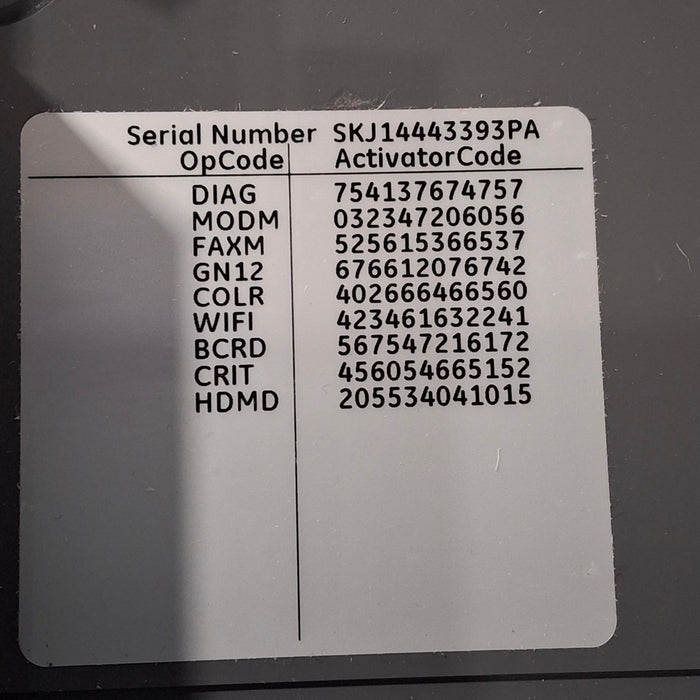 Serial Number SKJ14443393PA
OpCode ActivatorCode
DIAG 754137674757
MODM 032347206056
FAXM 525615366537
GN12 676612076742
COLR 402666466560
WIFI 423461632241
BCRD 567547216172
CRIT 456054665152
HDMD 205534041015